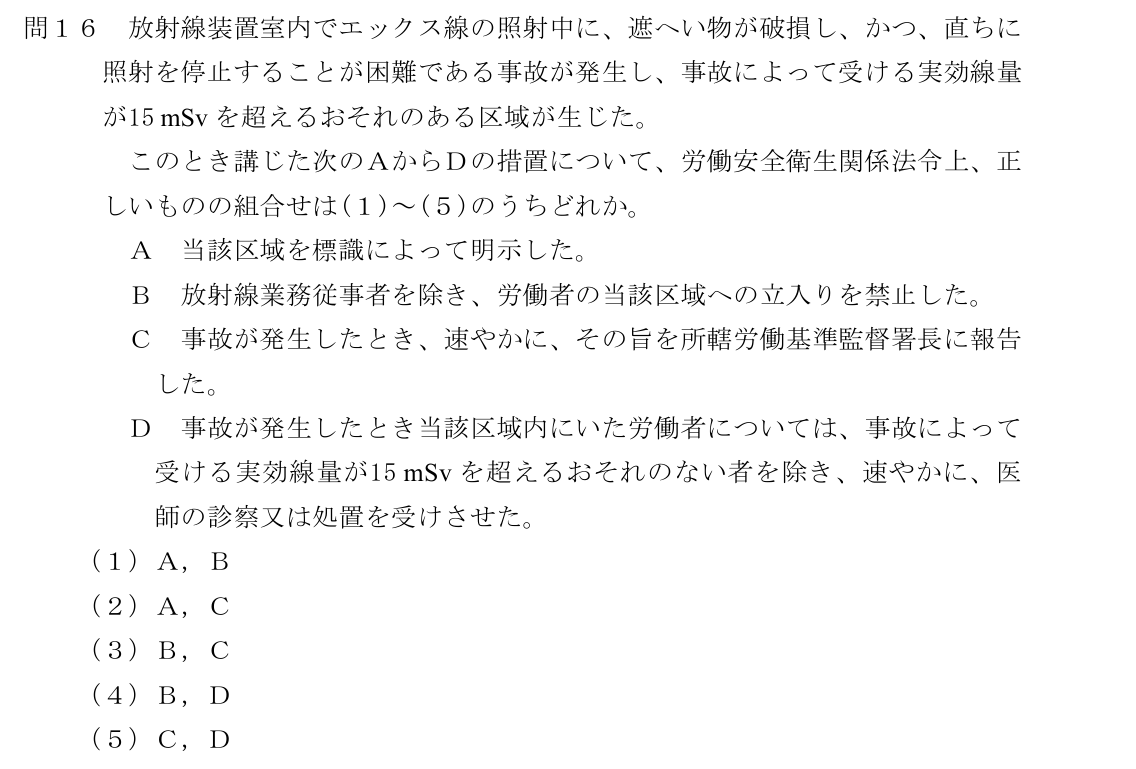 問１６　放射線装置室内でエックス線の照射中に、遮へい物が破損し、かつ、直ちに
照射を停止することが困難である事故が発生し、事故によって受ける実効線量
が15 mSv を超えるおそれのある区域が生じた。
このとき講じた次のＡからＤの措置について、労働安全衛生関係法令上、正
しいものの組合せは(１)～(５)のうちどれか。
Ａ　当該区域を標識によって明示した。
Ｂ　放射線業務従事者を除き、労働者の当該区域への立入りを禁止した。
Ｃ　事故が発生したとき、速やかに、その旨を所轄労働基準監督署長に報告
した。
Ｄ　事故が発生したとき当該区域内にいた労働者については、事故によって
受ける実効線量が15 mSv を超えるおそれのない者を除き、速やかに、医
師の診察又は処置を受けさせた。
(１) Ａ，Ｂ
(２) Ａ，Ｃ
(３) Ｂ，Ｃ
(４) Ｂ，Ｄ
(５) Ｃ，Ｄ